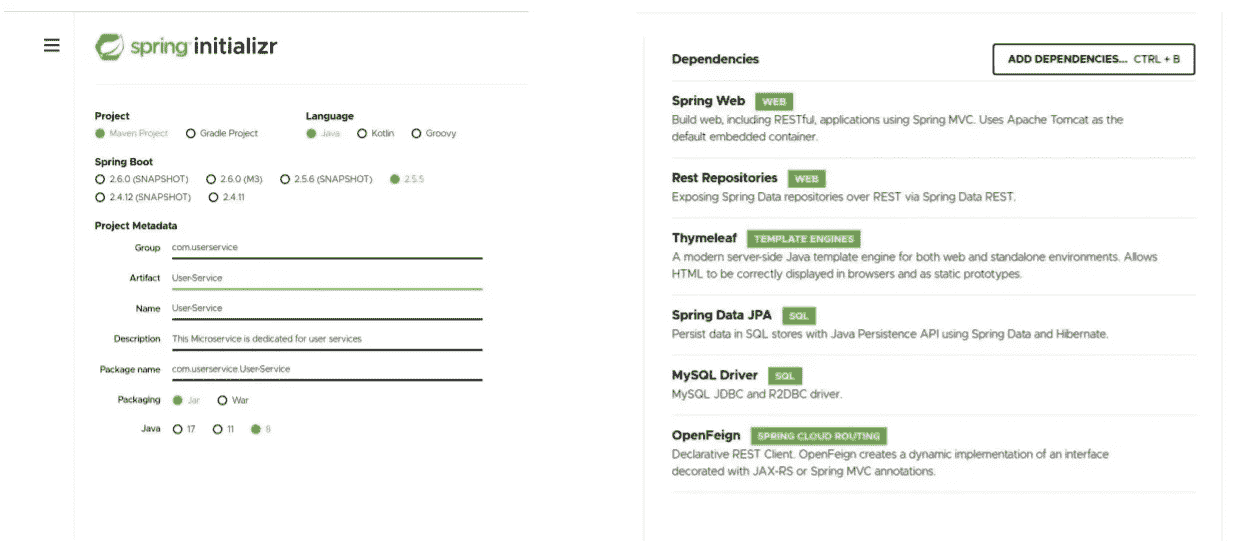 spring initializr
Project
Maven Project Gradle Project
Language
Java Kotlin Groovy
Spring Boot
2.6.0 (SNAPSHOT) 2.6.0 (M3) 2.5.6 (SNAPSHOT) 2.5.5
2.4.12 (SNAPSHOT) 2.4.11
Project Metadata
Group com.userservice
Artifact User-Service
Name User-Service
Description This Microservice is dedicated for user services
Package name com.userservice.User-Service
Packaging Jar War
Java 17 11 8
Dependencies
ADD DEPENDENCIES... CTRL + B
Spring Web WEB
Build web, including RESTful, applications using Spring MVC. Uses Apache Tomcat as the
default embedded container.
Rest Repositories WEB
Exposing Spring Data repositories over REST via Spring Data REST.
Thymeleaf TEMPLATE ENGINES
A modern server-side Java template engine for both web and standalone environments. Allows
HTML to be correctly displayed in browsers and as static prototypes.
Spring Data JPA SQL
Persist data in SQL stores with Java Persistence API using Spring Data and Hibernate.
MySQL Driver SQL
MySQL JDBC and R2DBC driver.
OpenFeign SPRING CLOUD ROUTING
Declarative REST Client. OpenFeign creates a dynamic implementation of an interface
decorated with JAX-RS or Spring MVC annotations.